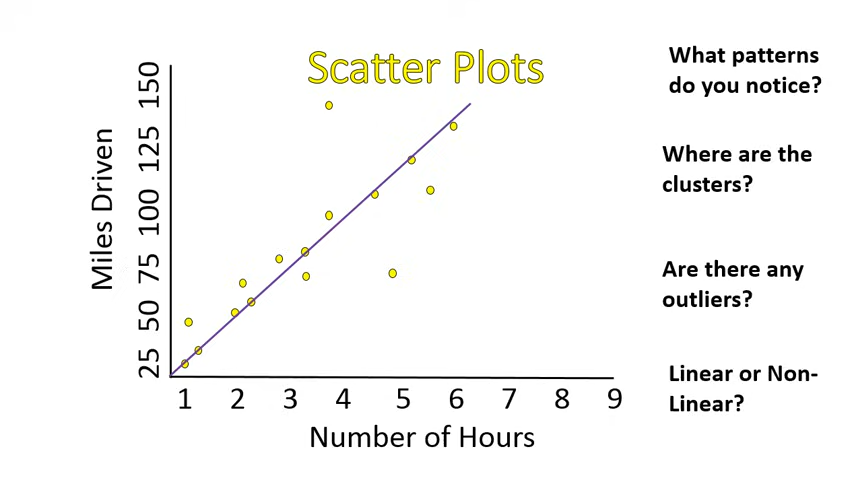 Scatter Plots
What patterns
do you notice?
Where are the
clusters?
Are there any
outliers?
Linear or Non-
Linear?
Miles Driven
150
125
100
75
50
25
1 2 3 4 5 6 7 8 9
Number of Hours